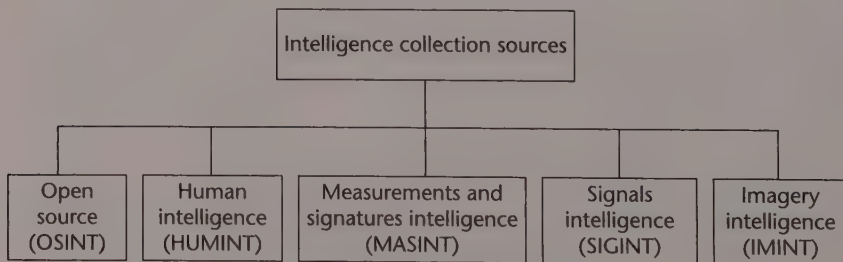 Intelligence collection sources
Open
source
(OSINT)
Human
intelligence
(HUMINT)
Measurements and
signatures intelligence
(MASINT)
Signals
intelligence
(SIGINT)
Imagery
intelligence
(IMINT)